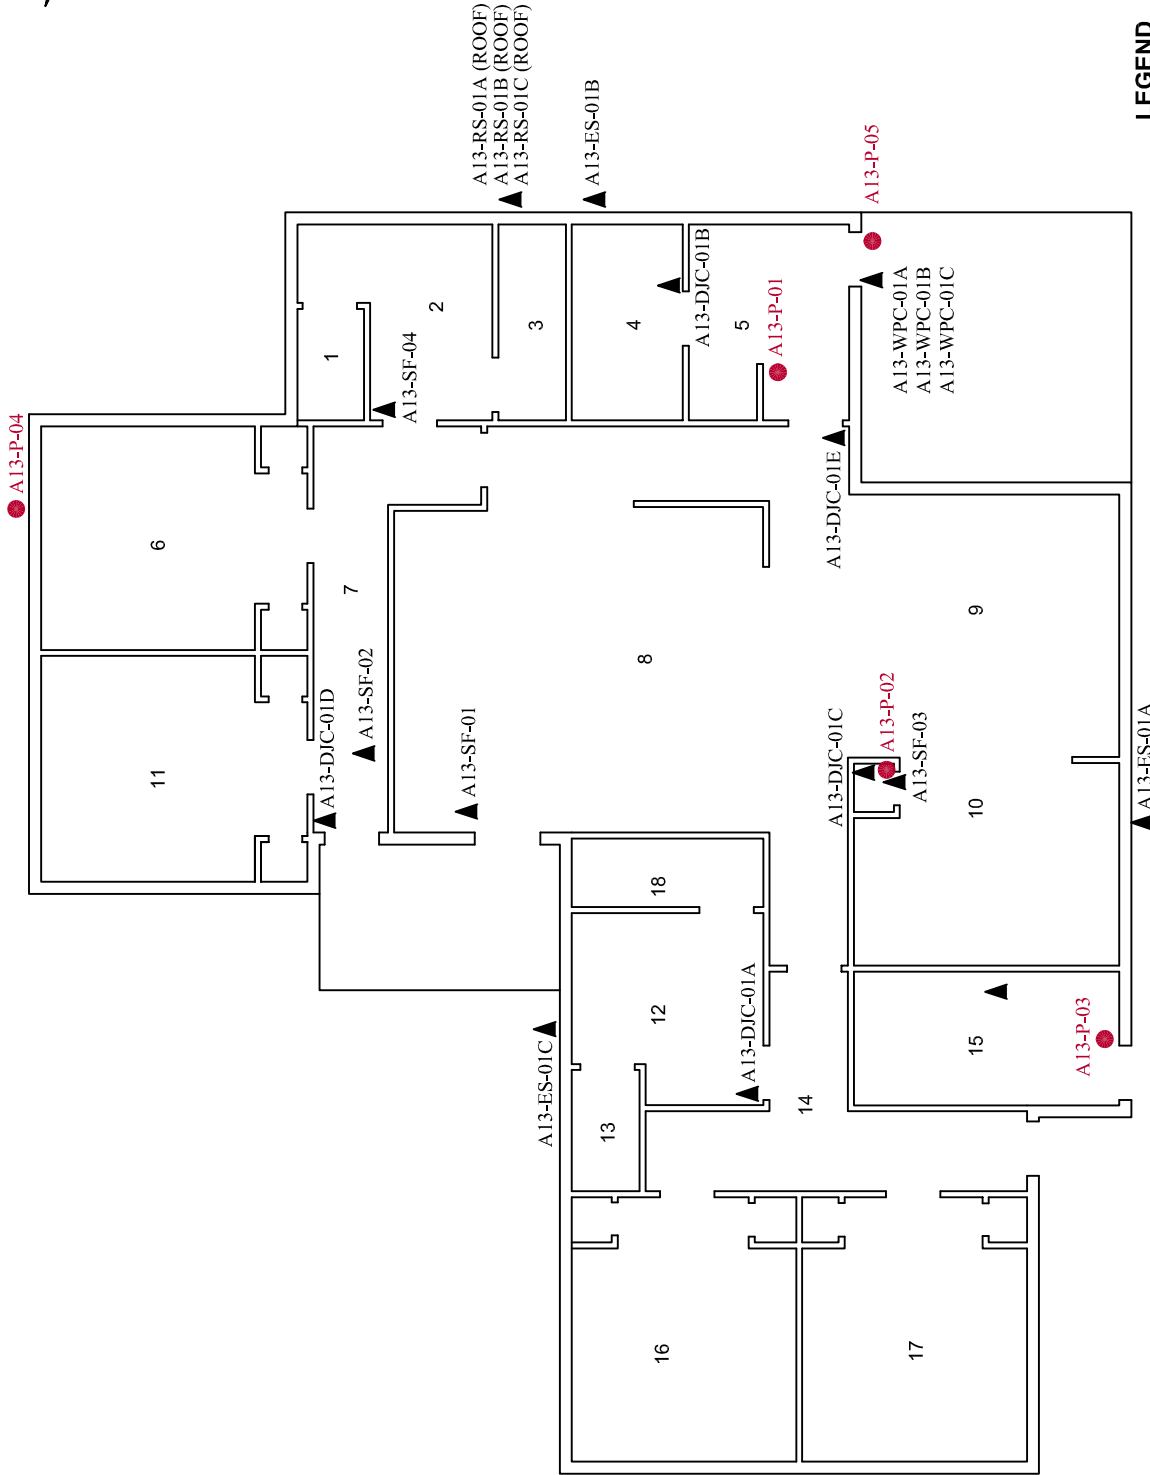 A13-RS-01A (ROOF)
A13-RS-01B (ROOF)
A13-RS-01C (ROOF)
A13-ES-01B
LEGEND
A13-P-05
A13-DJC-01B
A13-P-01
A13-WPC-01A
A13-WPC-01B
A13-WPC-01C
A13-SF-04
A13-P-04
A13-DJC-01E
1
2
3
4
5
6
7
8
9
10
11
12
13
14
15
16
17
18
A13-SF-02
A13-DJC-01D
A13-SF-01
A13-DJC-01C
A13-P-02
A13-SF-03
A13-ES-01A
A13-ES-01C
A13-DJC-01A
A13-P-03